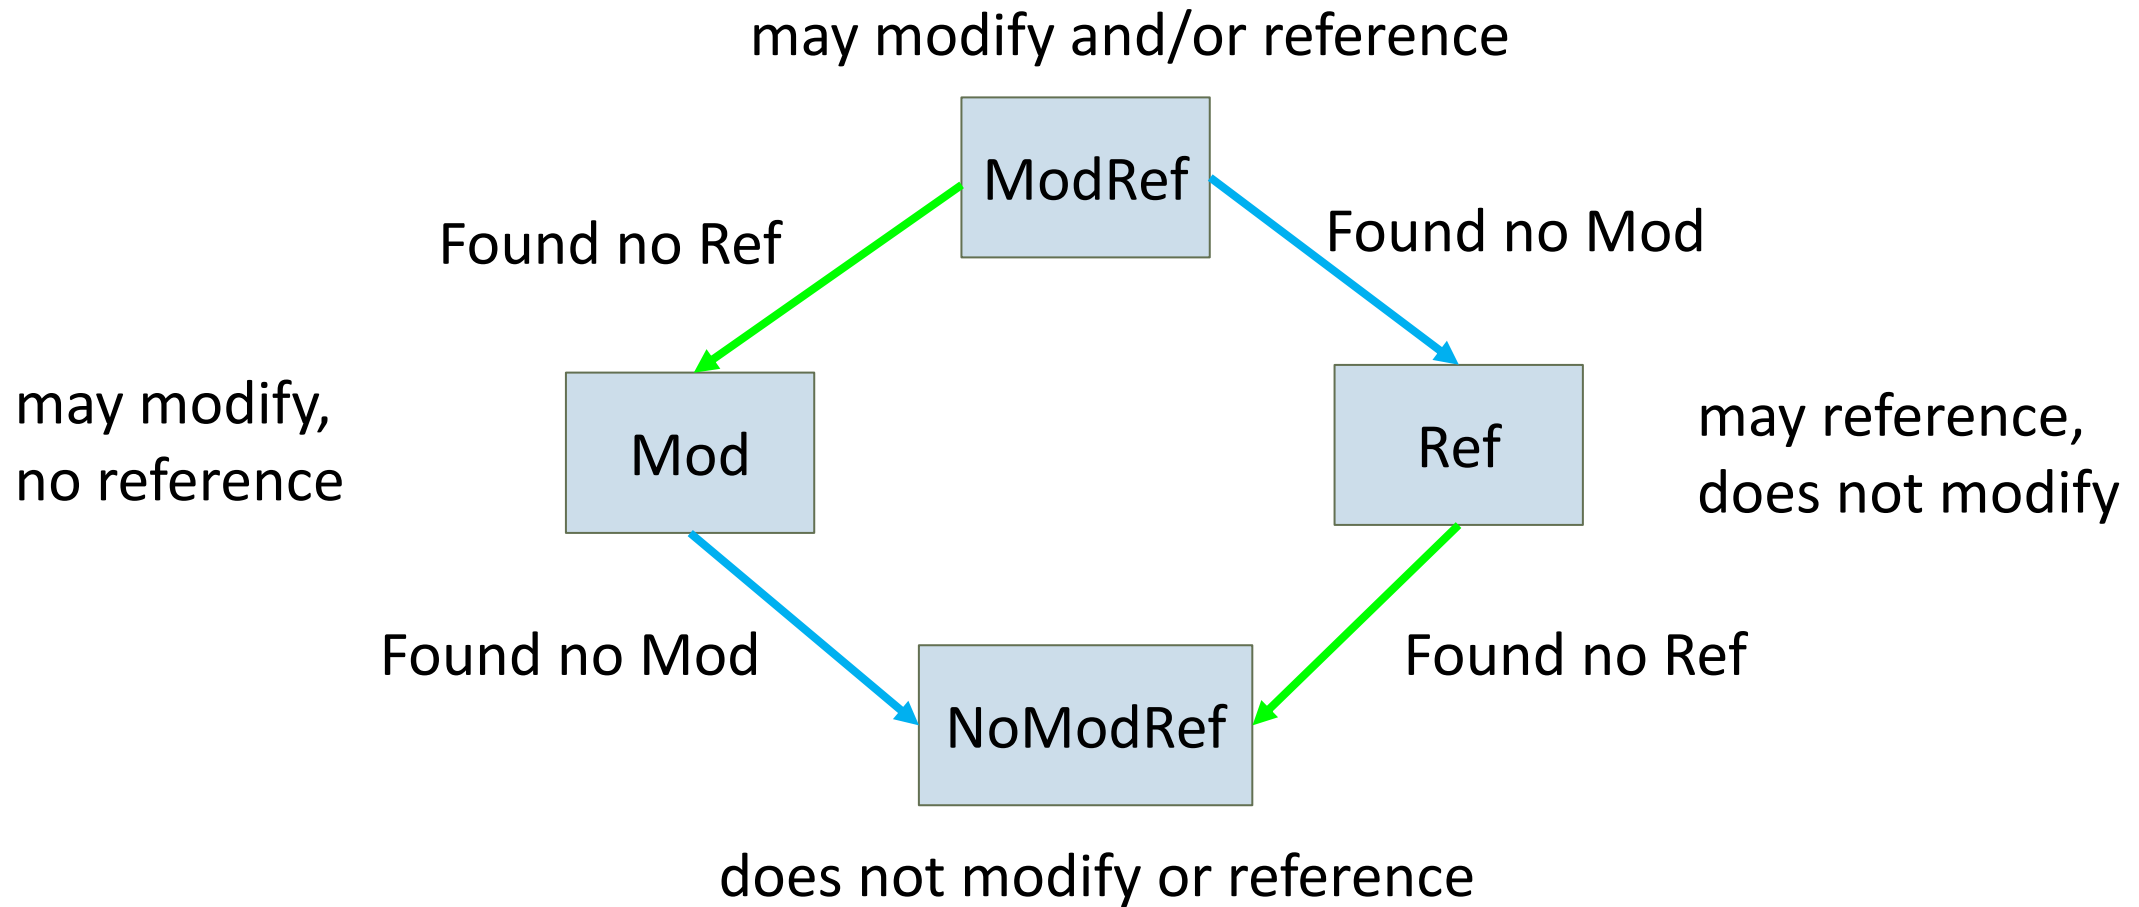 may modify and/or reference
ModRef
Found no Ref
Found no Mod
may modify,
no reference
Mod
Ref
may reference,
does not modify
Found no Mod
Found no Ref
NoModRef
does not modify or reference